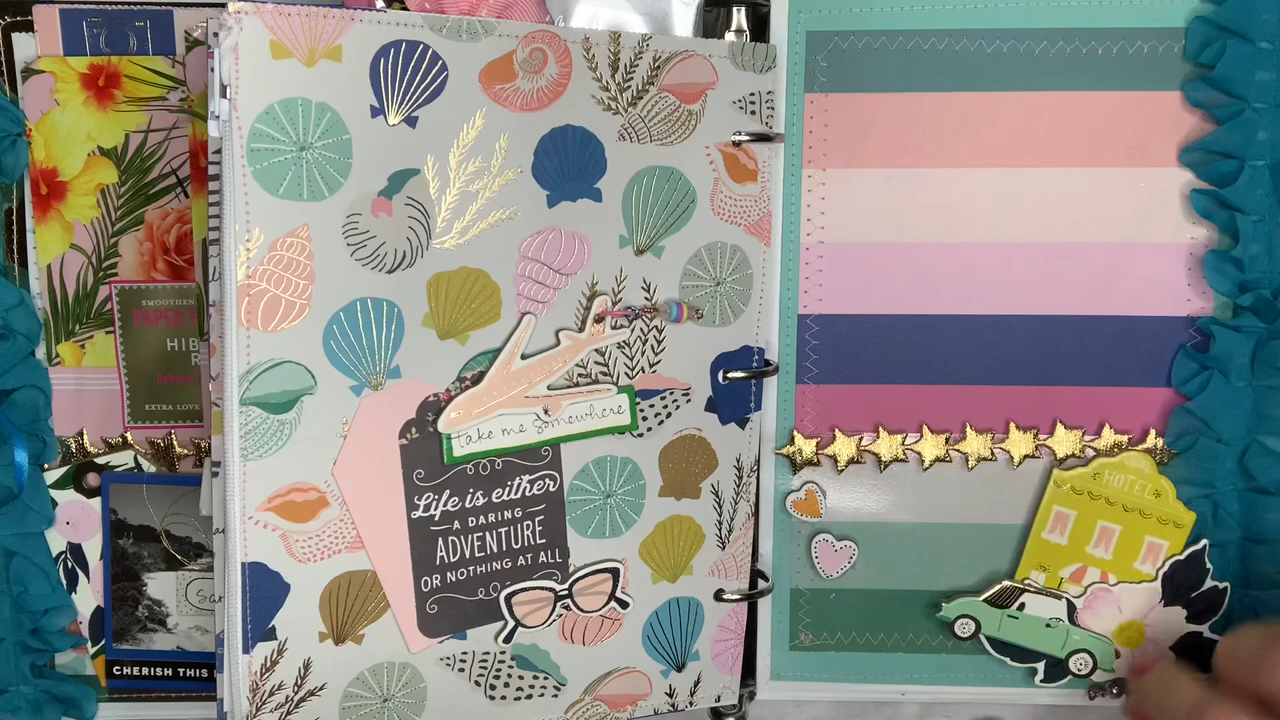 SMOOTHEN
HIB
EXTRA LOVE
CHERISH THIS
take me somewhere
Life is either
A DARING
ADVENTURE
OR NOTHING AT ALL
HOTEL